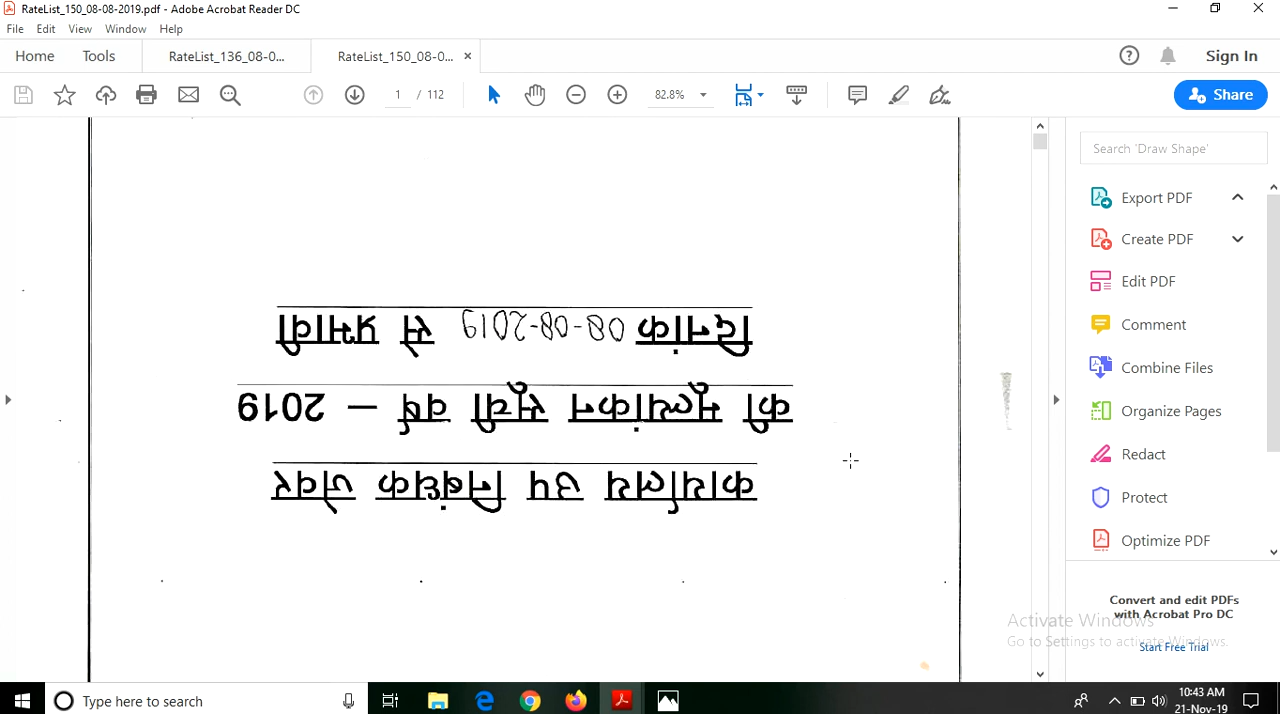 RateList_150_08-08-2019.pdf - Adobe Acrobat Reader DC
File Edit View Window Help
Home Tools RateList_136_08-0... RateList_150_08-0... × Sign In
1 / 112 82.8% Share
Search 'Draw Shape'
Export PDF
Create PDF
Edit PDF
Comment
Combine Files
Organize Pages
Redact
Protect
Optimize PDF
Convert and edit PDFs
with Acrobat Pro DC
Start Free Trial
कार्यालय उप निबंधक जेवर
की मूल्यांकन सूची वर्ष – 2019
दिनांक 08-08-2019 से प्रभावी
Activate Windows
Go to Settings to activate Windows.
Type here to search
10:43 AM
21-Nov-19